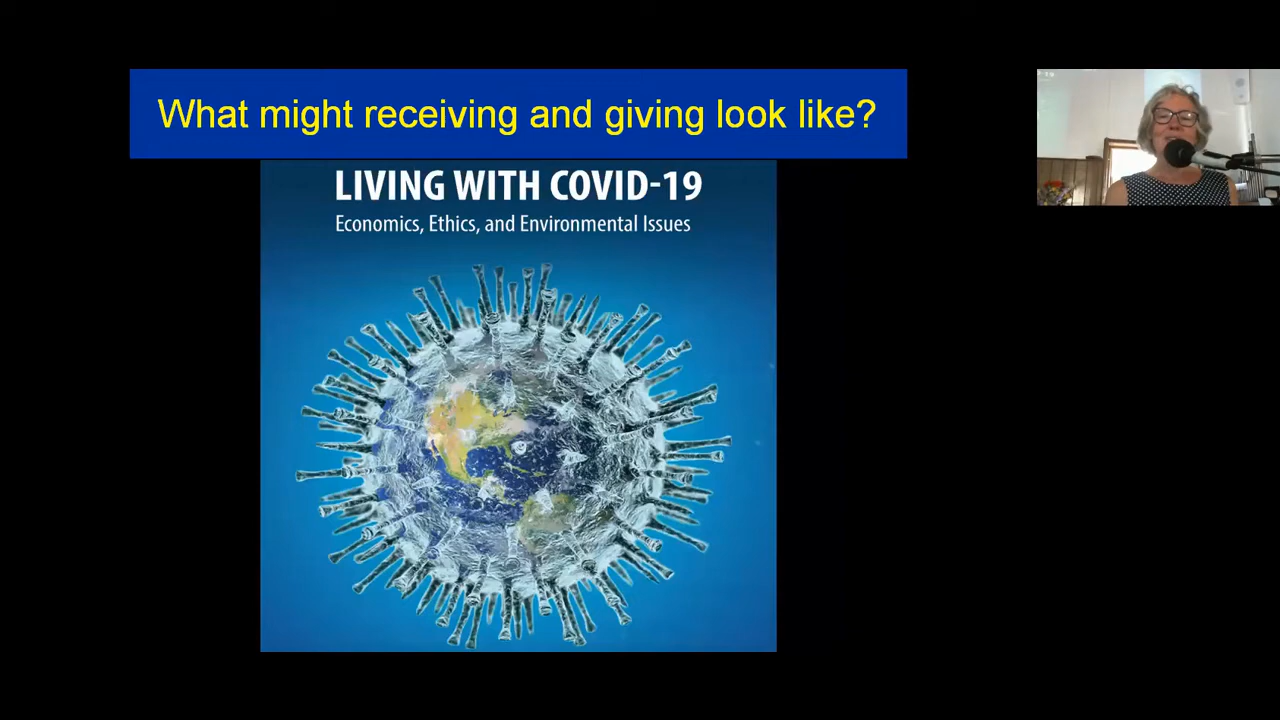 What might receiving and giving look like?
LIVING WITH COVID-19
Economics, Ethics, and Environmental Issues